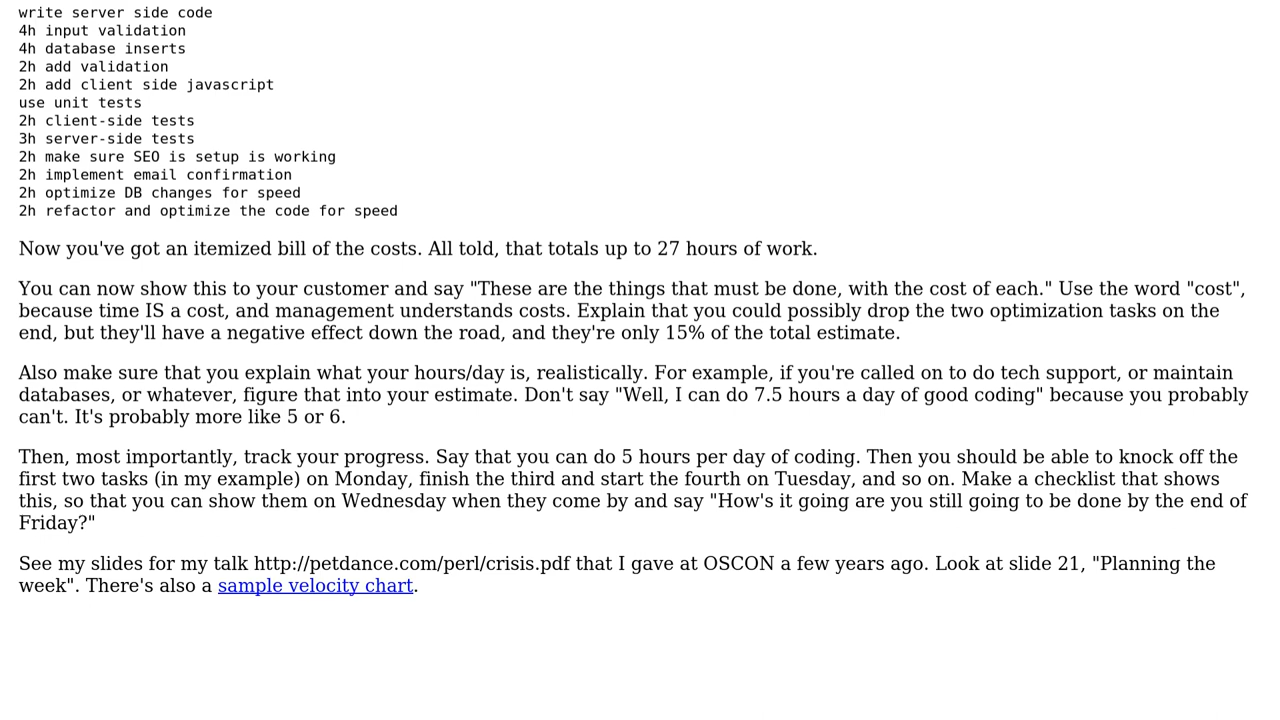 write server side code
4h input validation
4h database inserts
2h add validation
2h add client side javascript
use unit tests
2h client-side tests
3h server-side tests
2h make sure SEO is setup is working
2h implement email confirmation
2h optimize DB changes for speed
2h refactor and optimize the code for speed
Now you've got an itemized bill of the costs. All told, that totals up to 27 hours of work.
You can now show this to your customer and say "These are the things that must be done, with the cost of each." Use the word "cost",
because time IS a cost, and management understands costs. Explain that you could possibly drop the two optimization tasks on the
end, but they'll have a negative effect down the road, and they're only 15% of the total estimate.
Also make sure that you explain what your hours/day is, realistically. For example, if you're called on to do tech support, or maintain
databases, or whatever, figure that into your estimate. Don't say "Well, I can do 7.5 hours a day of good coding" because you probably
can't. It's probably more like 5 or 6.
Then, most importantly, track your progress. Say that you can do 5 hours per day of coding. Then you should be able to knock off the
first two tasks (in my example) on Monday, finish the third and start the fourth on Tuesday, and so on. Make a checklist that shows
this, so that you can show them on Wednesday when they come by and say "How's it going are you still going to be done by the end of
Friday?"
See my slides for my talk http://petdance.com/perl/crisis.pdf that I gave at OSCON a few years ago. Look at slide 21, "Planning the
week". There's also a sample velocity chart.